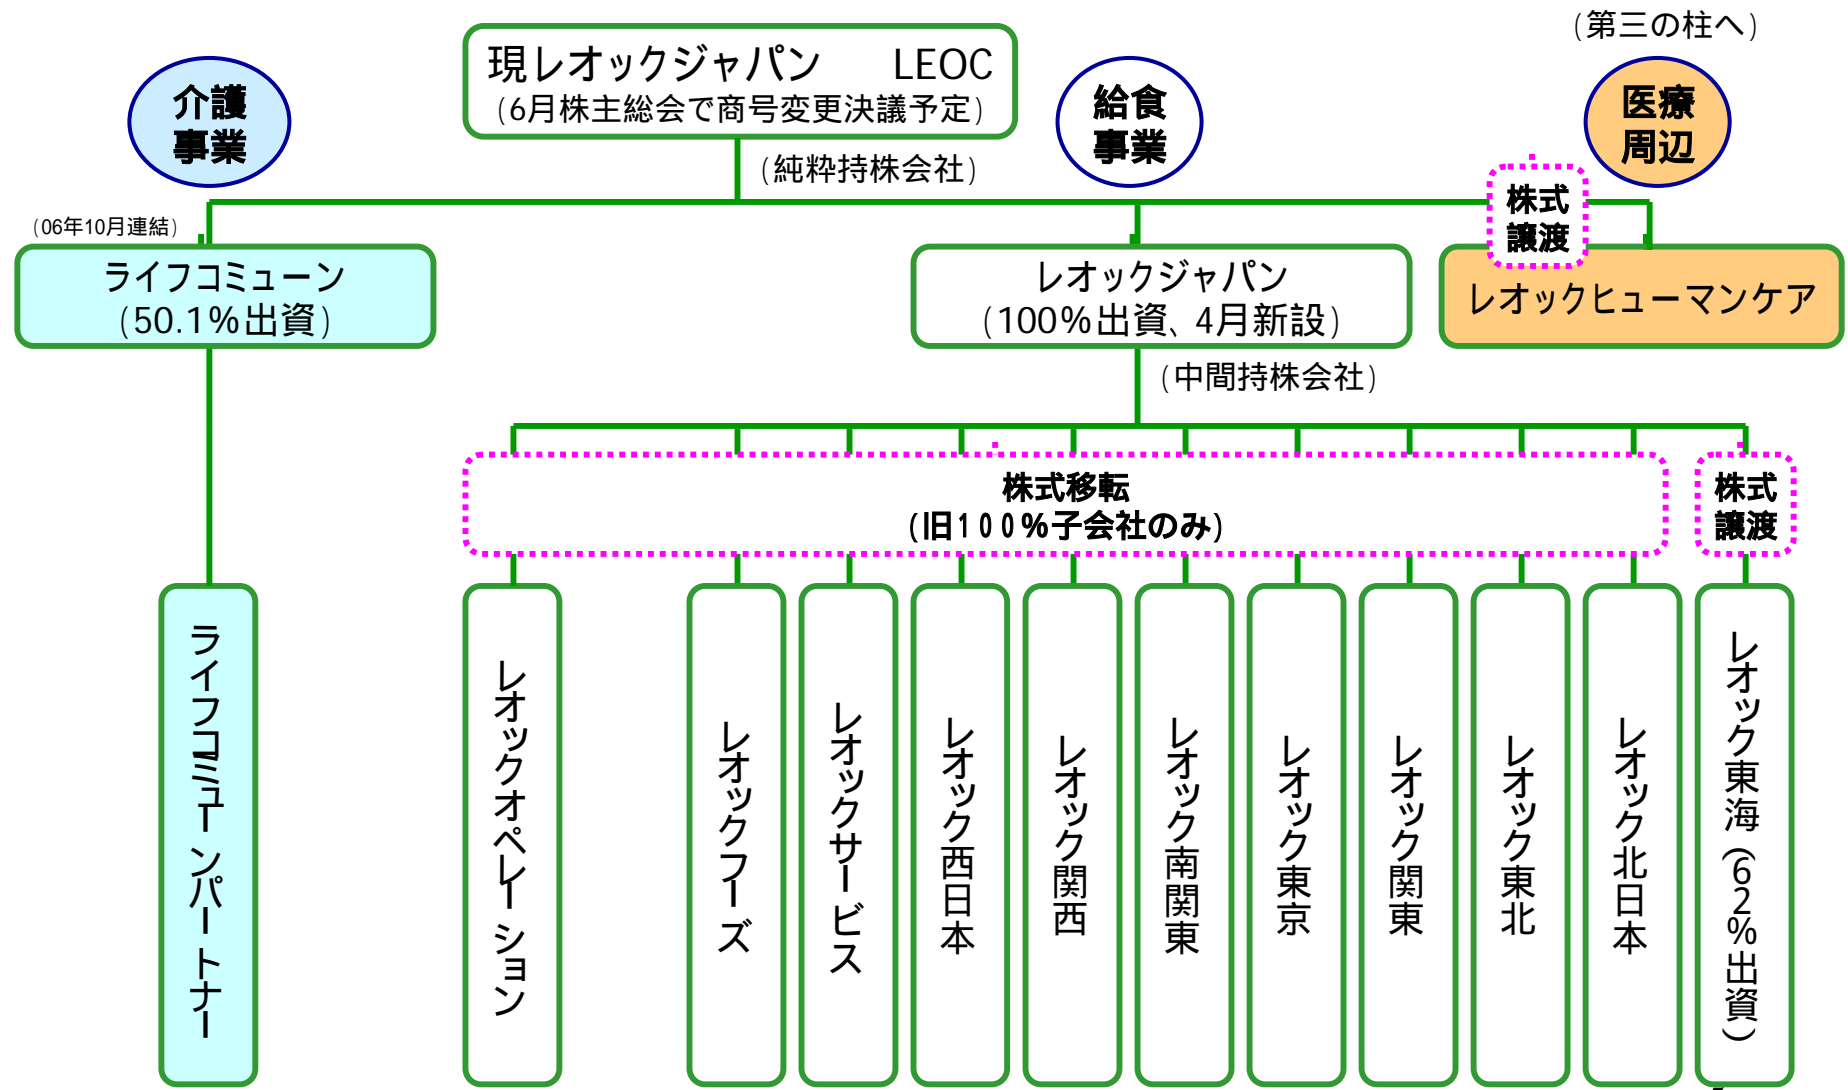 (第三の柱へ)
現レオックジャパン　LEOC
(6月株主総会で商号変更決議予定)
介護
事業
給食
事業
医療
周辺
(純粋持株会社)
株式
譲渡
(06年10月連結)
ライフコミューン
(50.1%出資)
レオックジャパン
(100%出資、4月新設)
レオックヒューマンケア
(中間持株会社)
株式移転
(旧100%子会社のみ)
株式
譲渡
ライフコミューンパートナー
レオックオペレーション
レオックフーズ
レオックサービス
レオック西日本
レオック関西
レオック南関東
レオック東京
レオック関東
レオック東北
レオック北日本
レオック東海(62%出資)